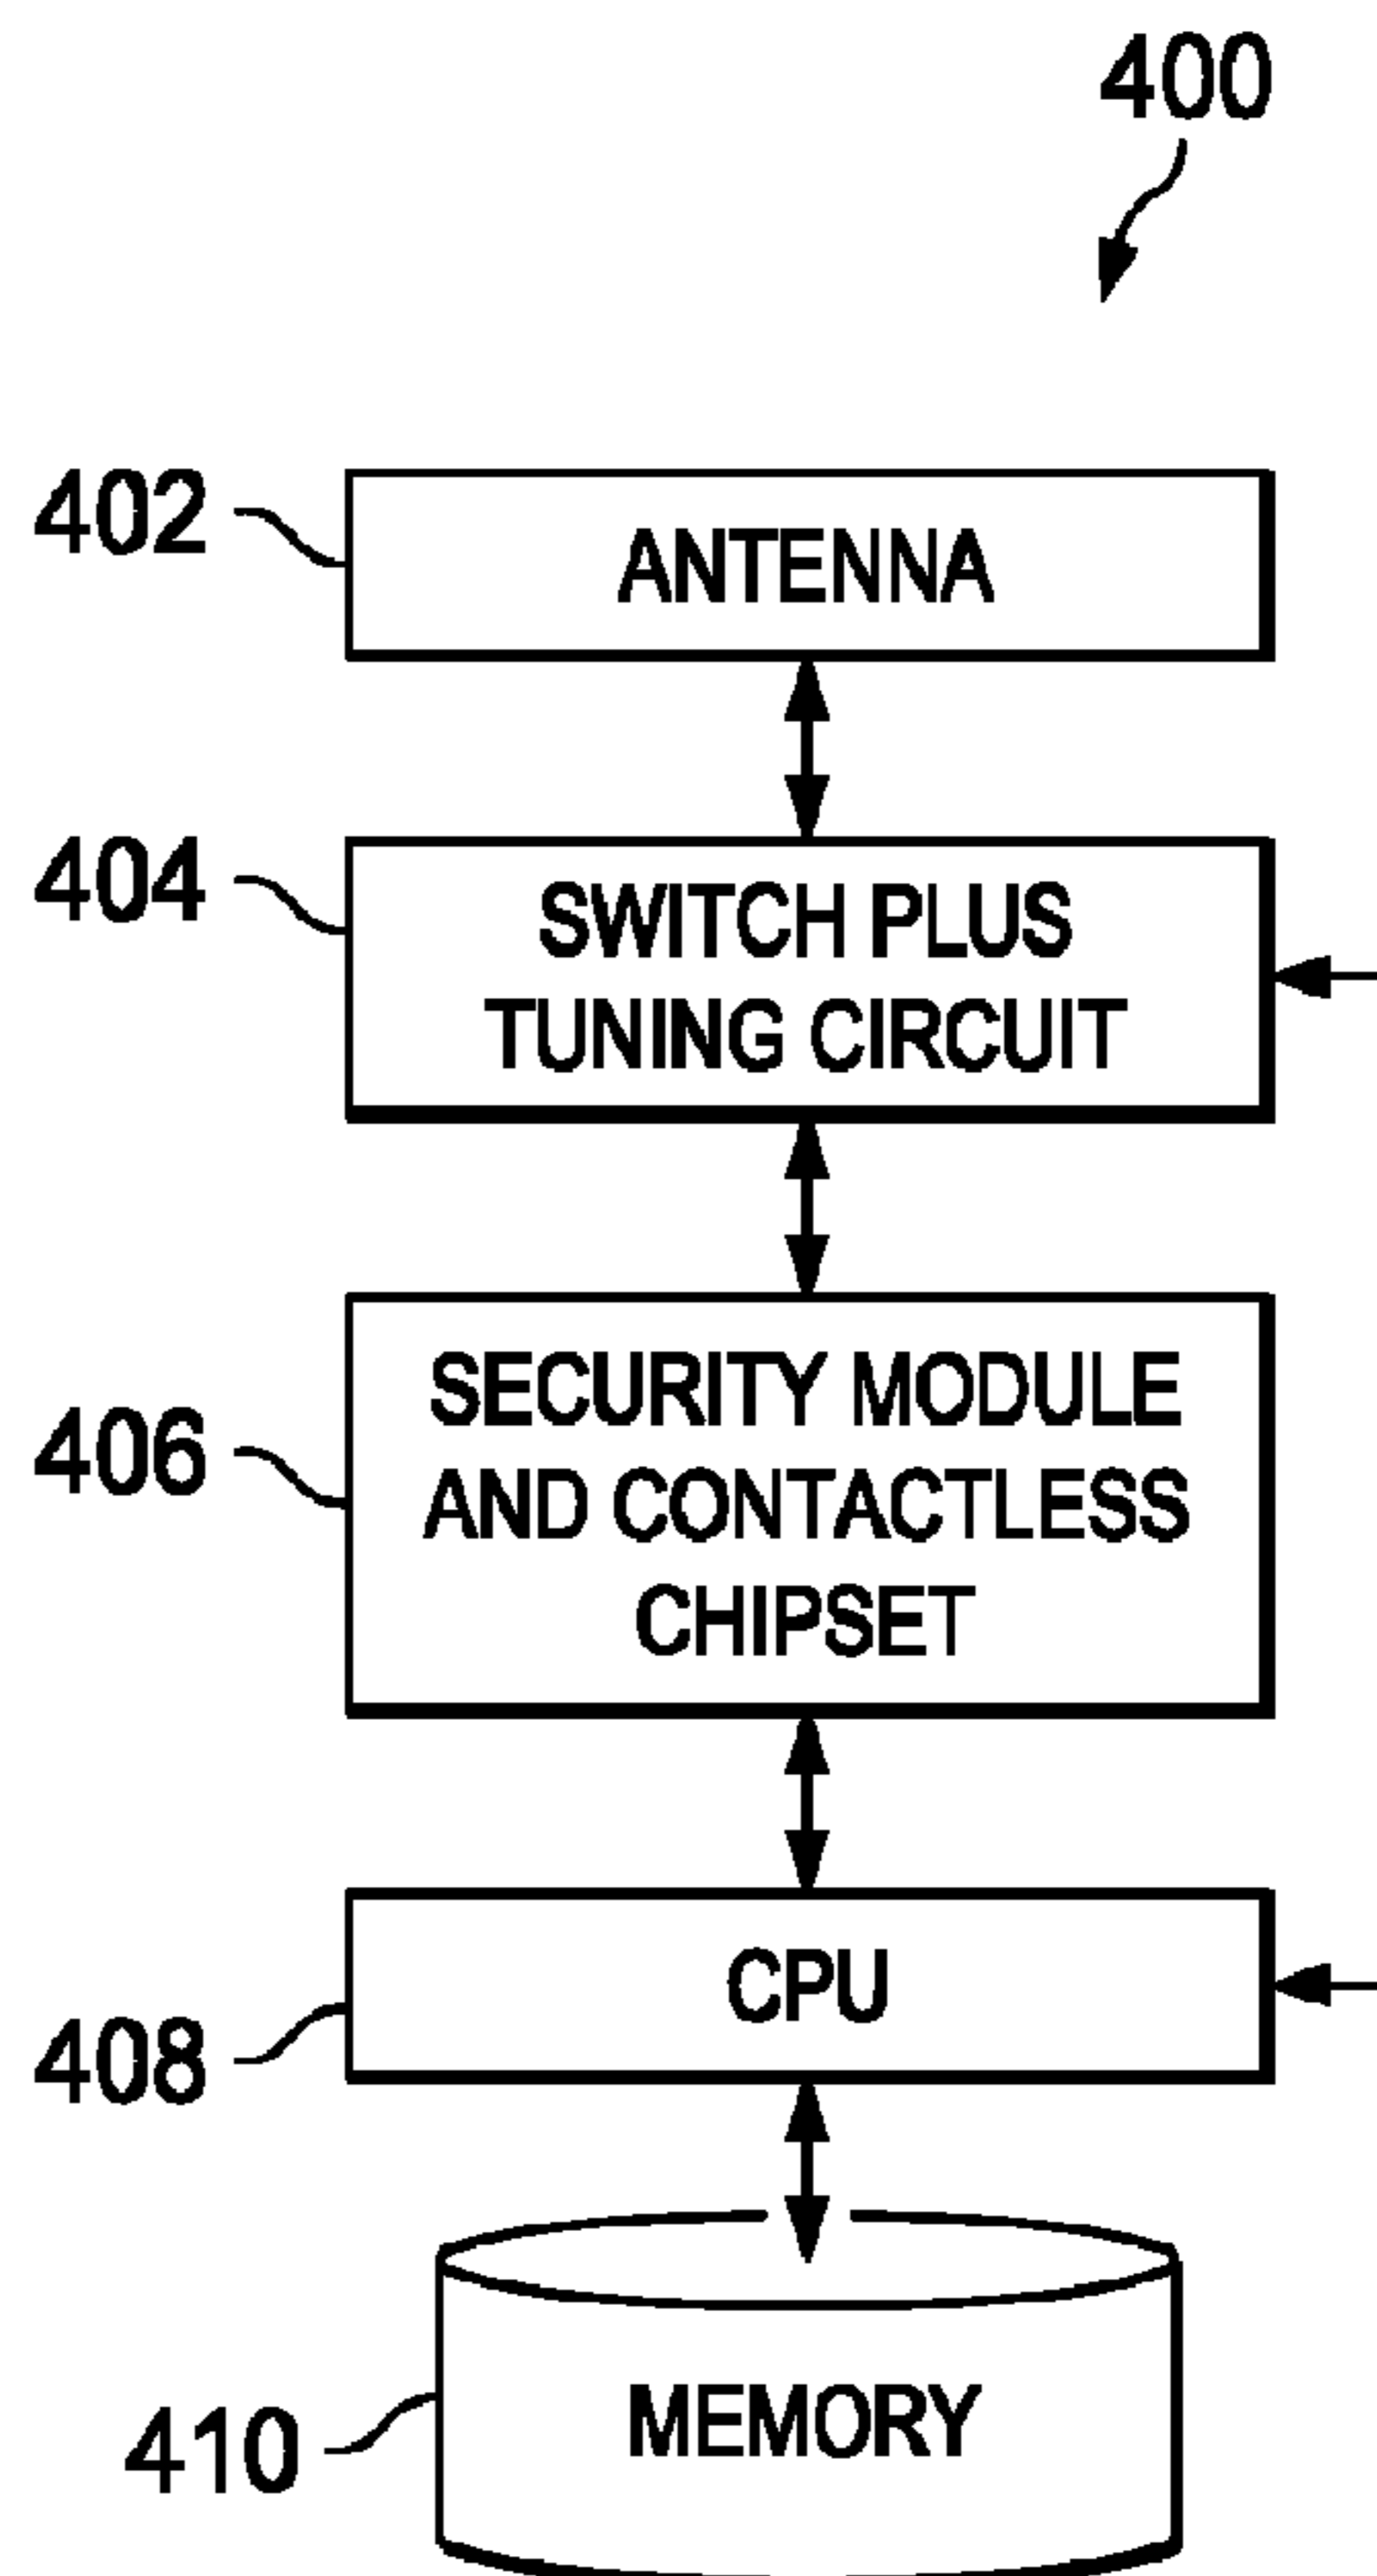 400
402
ANTENNA
404
SWITCH PLUS
TUNING CIRCUIT
406
SECURITY MODULE
AND CONTACTLESS
CHIPSET
408
CPU
410
MEMORY